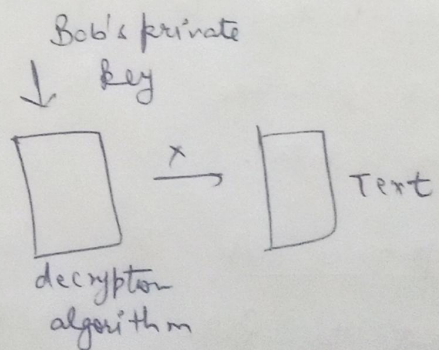 Bob's private
key
x
Text
decryption
algorithm